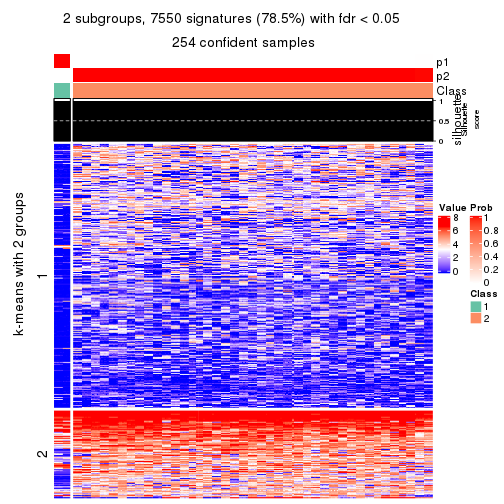 2 subgroups, 7550 signatures (78.5%) with fdr < 0.05
254 confident samples
p1
p2
Class
1
0.5
0
silhouette
Silhouette
score
k-means with 2 groups
1
2
Value
8
6
4
2
0
Prob
1
0.8
0.6
0.4
0.2
0
Class
1
2